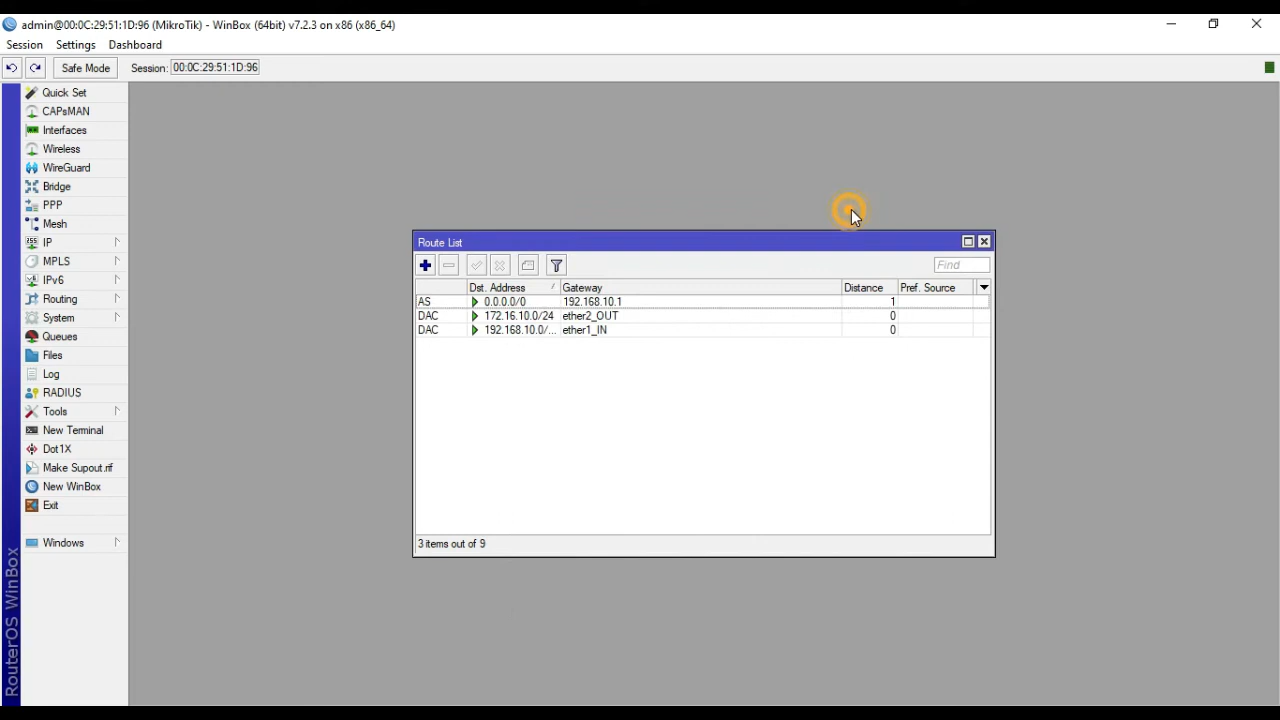 admin@00:0C:29:51:1D:96 (MikroTik) - WinBox (64bit) v7.2.3 on x86 (x86_64)
Session Settings Dashboard
Safe Mode Session: 00:0C:29:51:1D:96
Quick Set
CAPsMAN
Interfaces
Wireless
WireGuard
Bridge
PPP
Mesh
IP
MPLS
IPv6
Routing
System
Queues
Files
Log
RADIUS
Tools
New Terminal
Dot1X
Make Supout.rif
New WinBox
Exit
Windows
RouterOS WinBox
Route List
Find
Dst. Address Gateway Distance Pref. Source
AS 0.0.0.0/0 192.168.10.1 1
DAC 172.16.10.0/24 ether2_OUT 0
DAC 192.168.10.0/... ether1_IN 0
3 items out of 9